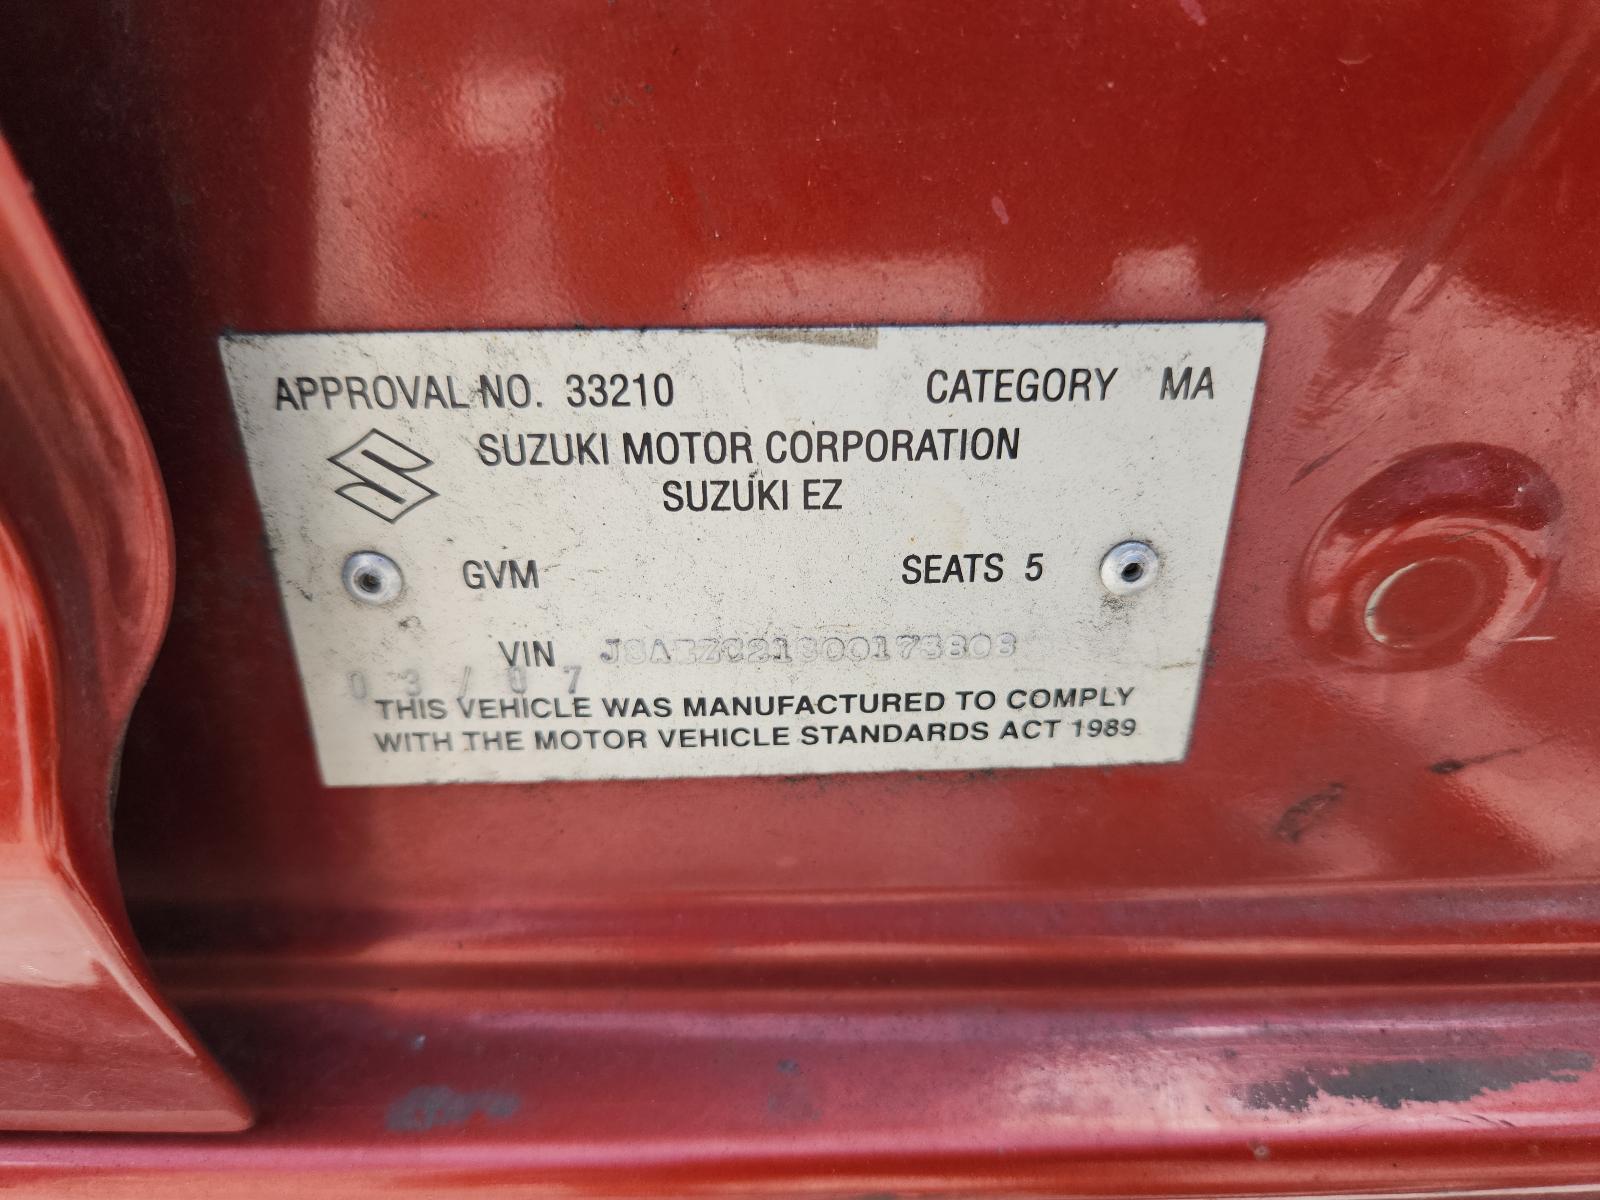 APPROVAL NO. 33210 CATEGORY MA
SUZUKI MOTOR CORPORATION
SUZUKI EZ
GVM SEATS 5
VIN
03/07
THIS VEHICLE WAS MANUFACTURED TO COMPLY
WITH THE MOTOR VEHICLE STANDARDS ACT 1989